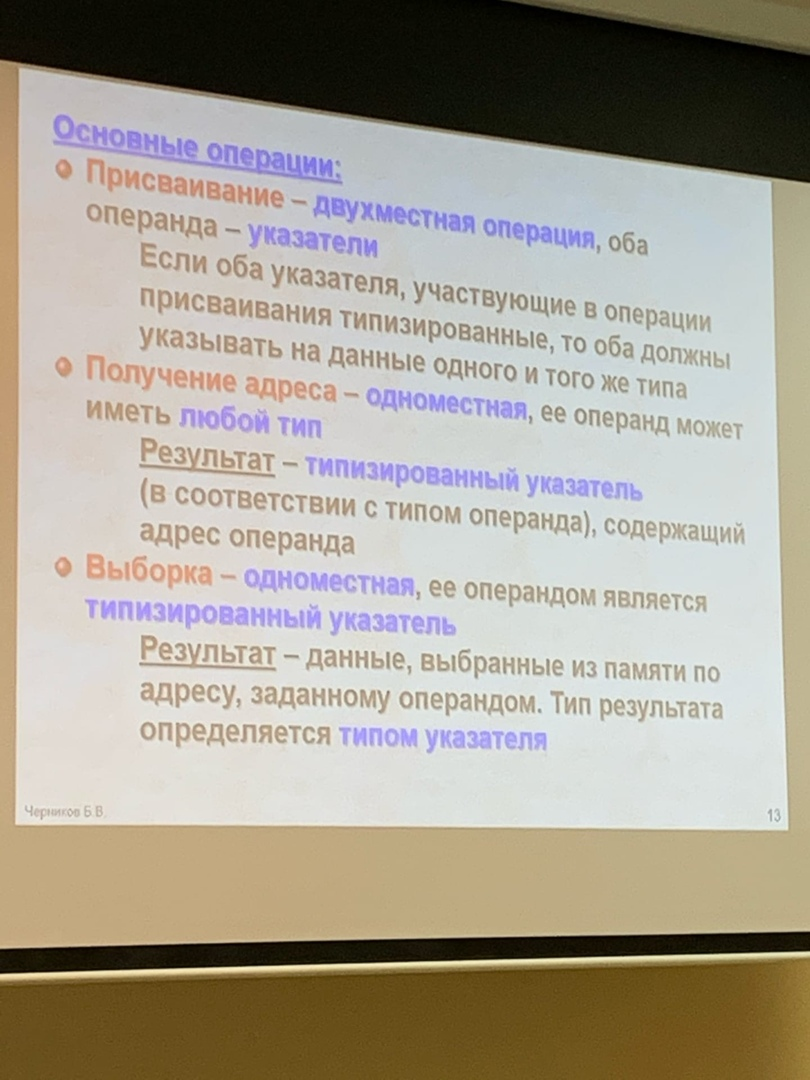 Основные операции:
Присваивание – двухместная операция, оба
операнда – указатели
Если оба указателя, участвующие в операции
присваивания типизированные, то оба должны
указывать на данные одного и того же типа
Получение адреса – одноместная, ее операнд может
иметь любой тип
Результат – типизированный указатель
(в соответствии с типом операнда), содержащий
адрес операнда
Выборка – одноместная, ее операндом является
типизированный указатель
Результат – данные, выбранные из памяти по
адресу, заданному операндом. Тип результата
определяется типом указателя
Черников Б.В.
13